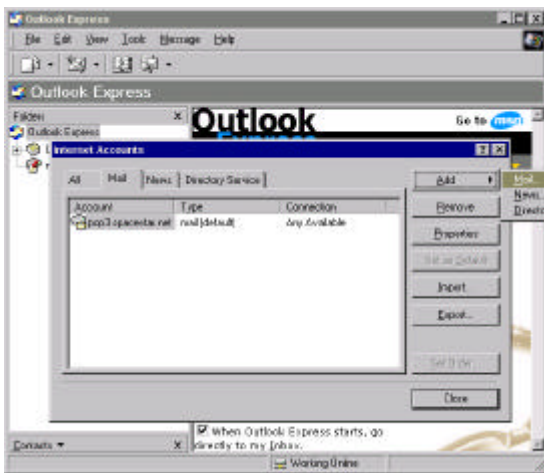 Outlook Express
File Edit View Tools Message Help
Outlook Express
Folders x
Outlook Express
Outlook
Express
Go to msn
Internet Accounts
All Mail News Directory Service
Account Type Connection
pop3.spacestar.net mail (default) Any Available
Add
Mail...
News...
Remove
Properties
Set as Default
Import
Export...
Set Order...
Close
When Outlook Express starts, go
directly to my Inbox.
Contacts x
Working Online